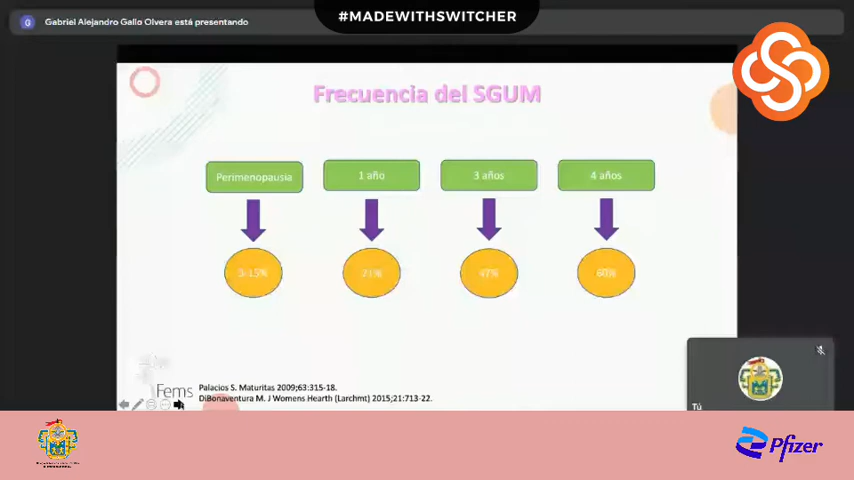 #MADEWITHSWITCHER
G Gabriel Alejandro Gallo Olvera está presentando
Frecuencia del SGUM
Perimenopausia 1 año 3 años 4 años
3-15% 21% 47% 60%
Fems
Palacios S. Maturitas 2009;63:315-18.
DiBonaventura M. J Womens Hearth (Larchmt) 2015;21:713-22.
Tú
Pfizer